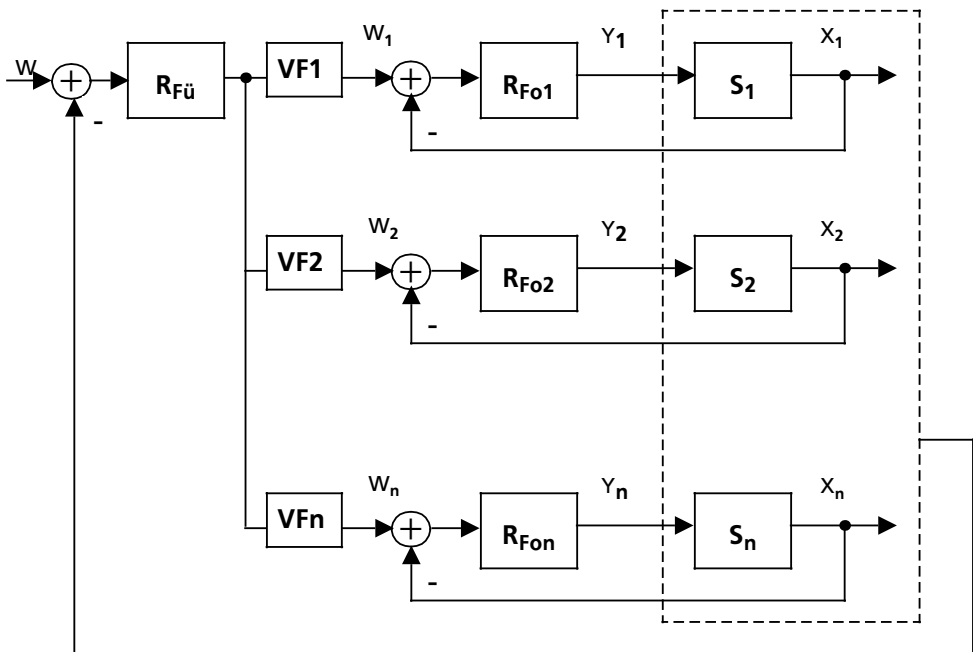 W + R_Fü VF1 W_1 + R_Fo1 Y_1 S_1 X_1
-
-
VF2 W_2 + R_Fo2 Y_2 S_2 X_2
-
VFn W_n + R_Fon Y_n S_n X_n
-